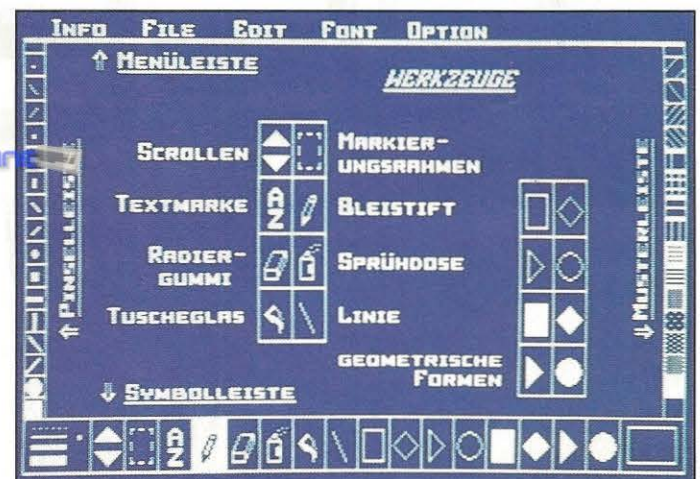 INFO FILE EDIT FONT OPTION
⇑ MENÜLEISTE
WERKZEUGE
SCROLLEN
MARKIER-
UNGSRAHMEN
TEXTMARKE
A
Z
BLEISTIFT
RADIER-
GUMMI
SPRÜHDOSE
TUSCHEGLAS
LINIE
GEOMETRISCHE
FORMEN
⇐ PINSELLEISTE
⇓ MUSTERLEISTE
⇓ SYMBOLLEISTE
A
Z